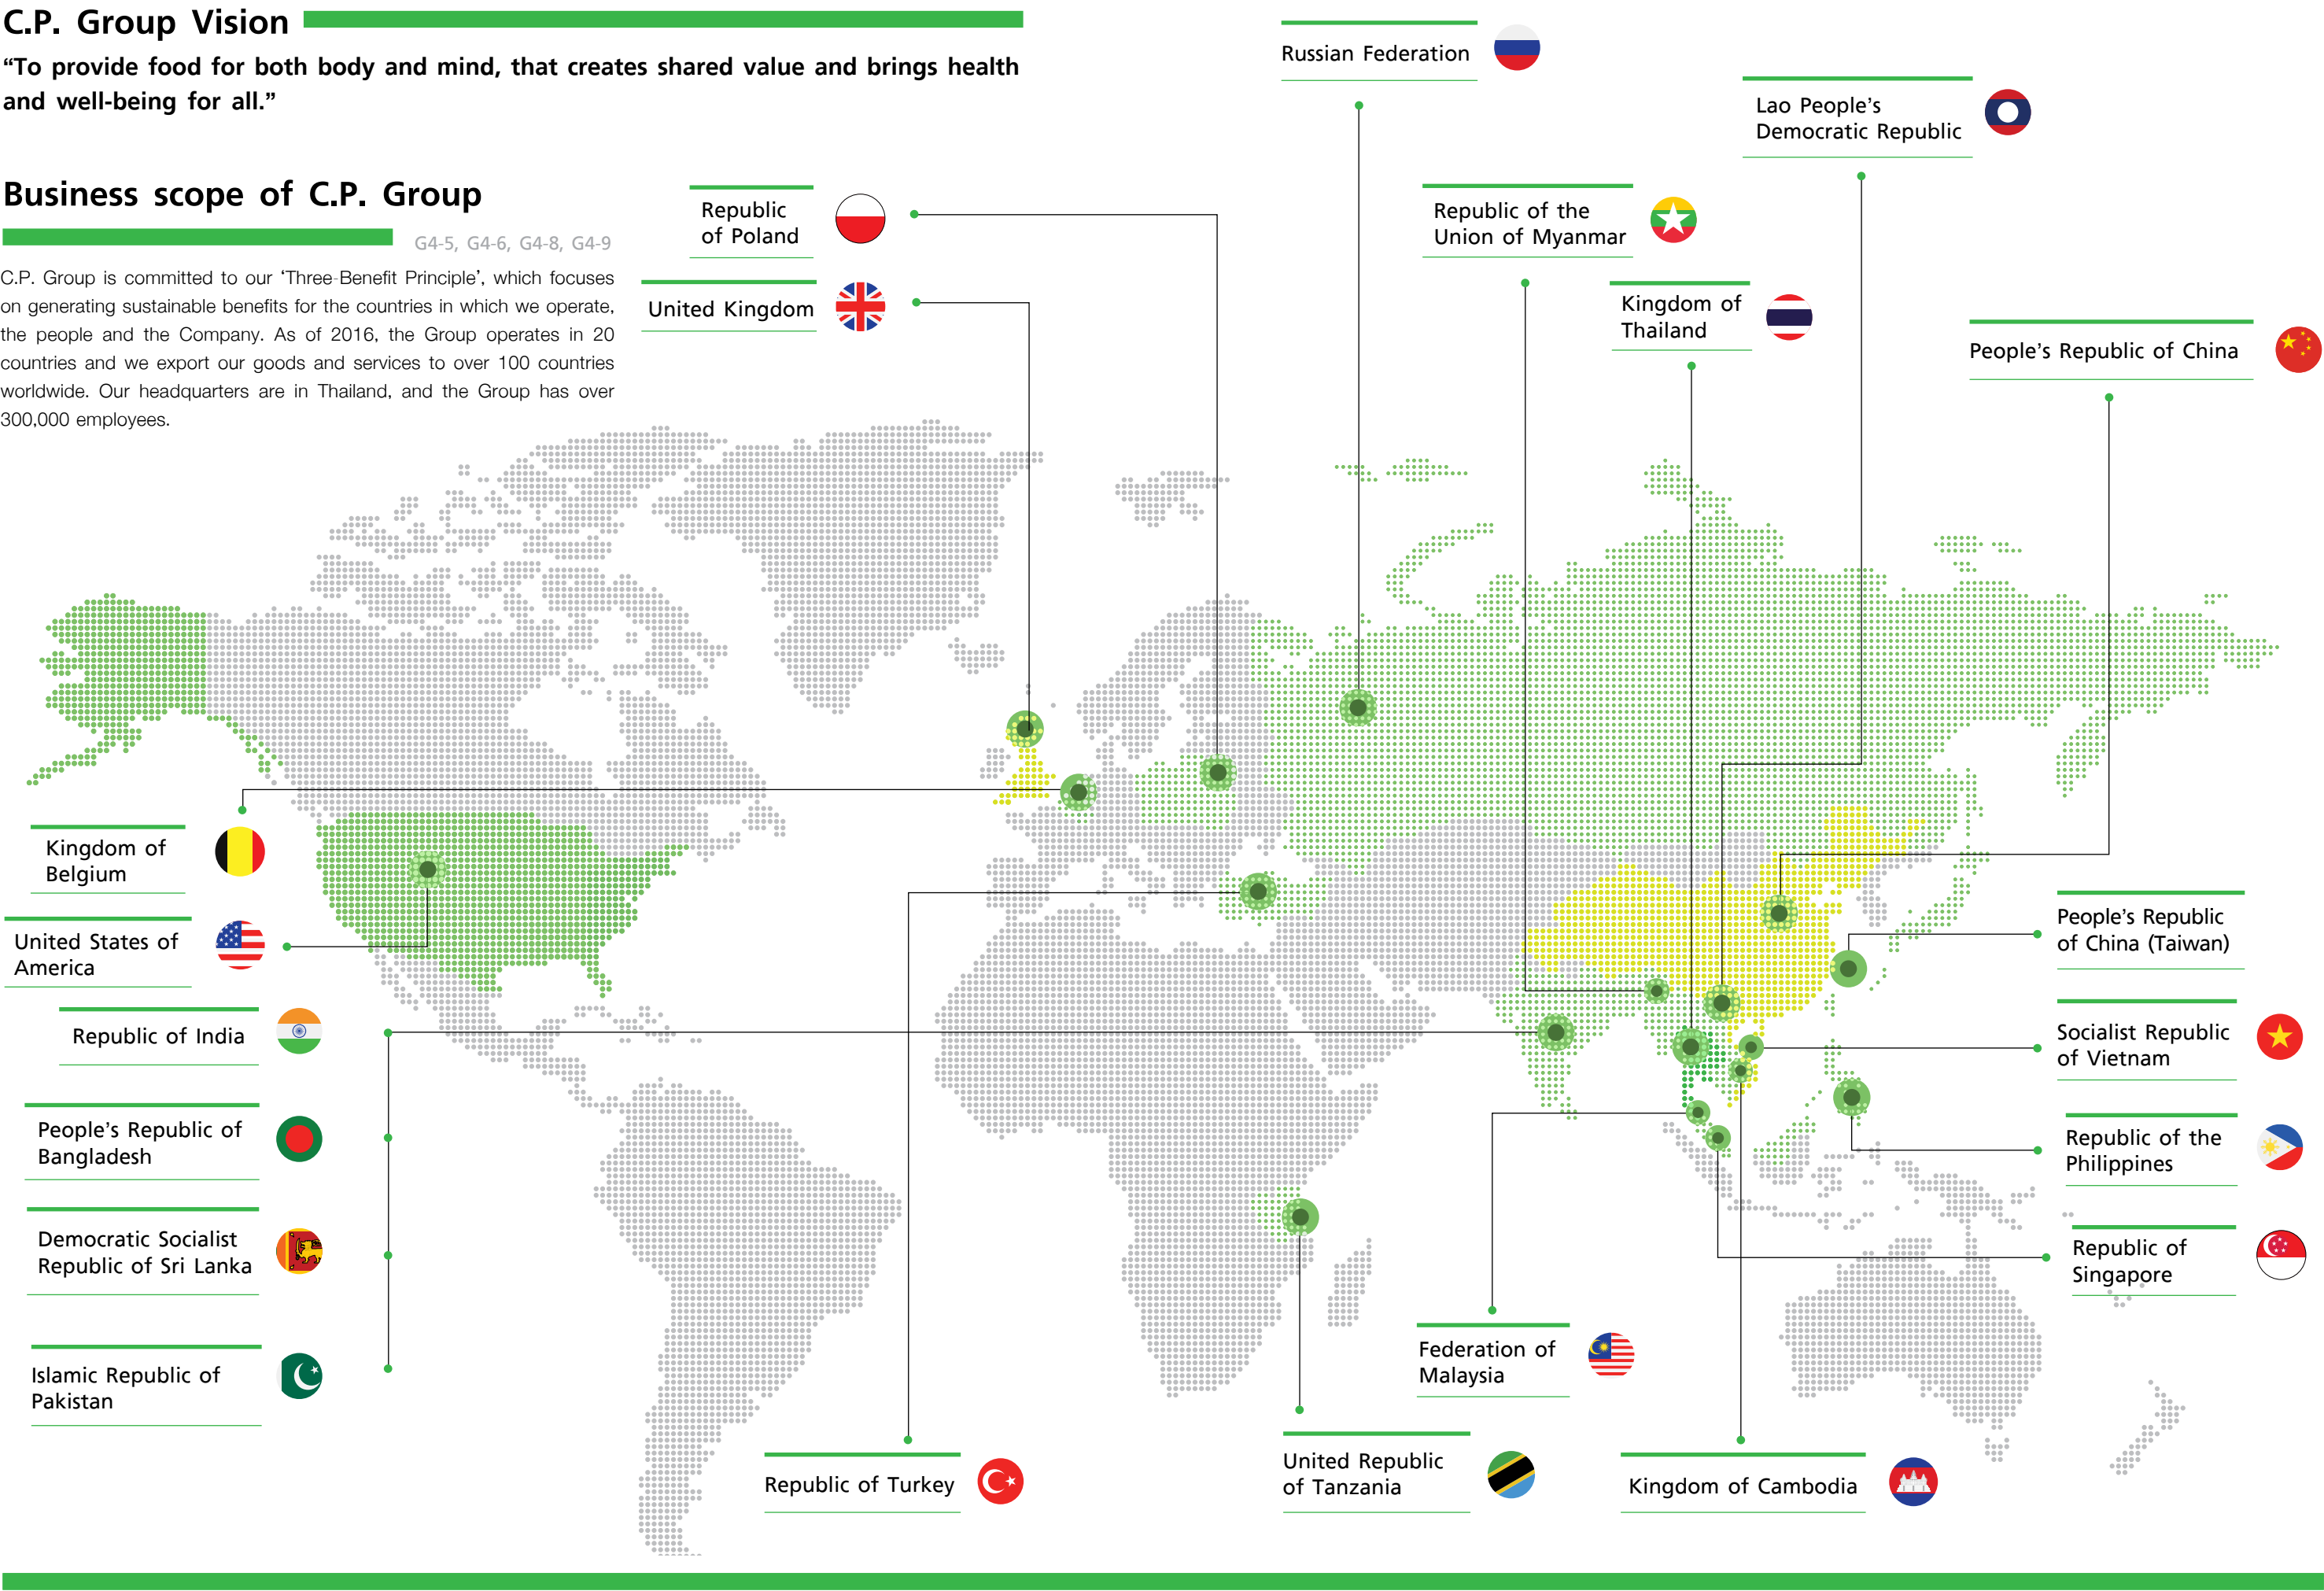 C.P. Group Vision
“To provide food for both body and mind, that creates shared value and brings health
and well-being for all.”
Business scope of C.P. Group
G4-5, G4-6, G4-8, G4-9
C.P. Group is committed to our ‘Three-Benefit Principle’, which focuses
on generating sustainable benefits for the countries in which we operate,
the people and the Company. As of 2016, the Group operates in 20
countries and we export our goods and services to over 100 countries
worldwide. Our headquarters are in Thailand, and the Group has over
300,000 employees.
Republic
of Poland
United Kingdom
Russian Federation
Lao People’s
Democratic Republic
Republic of the
Union of Myanmar
Kingdom of
Thailand
People’s Republic of China
Kingdom of
Belgium
United States of
America
Republic of India
People’s Republic of
Bangladesh
Democratic Socialist
Republic of Sri Lanka
Islamic Republic of
Pakistan
People’s Republic
of China (Taiwan)
Socialist Republic
of Vietnam
Republic of the
Philippines
Republic of
Singapore
Federation of
Malaysia
Republic of Turkey
United Republic
of Tanzania
Kingdom of Cambodia